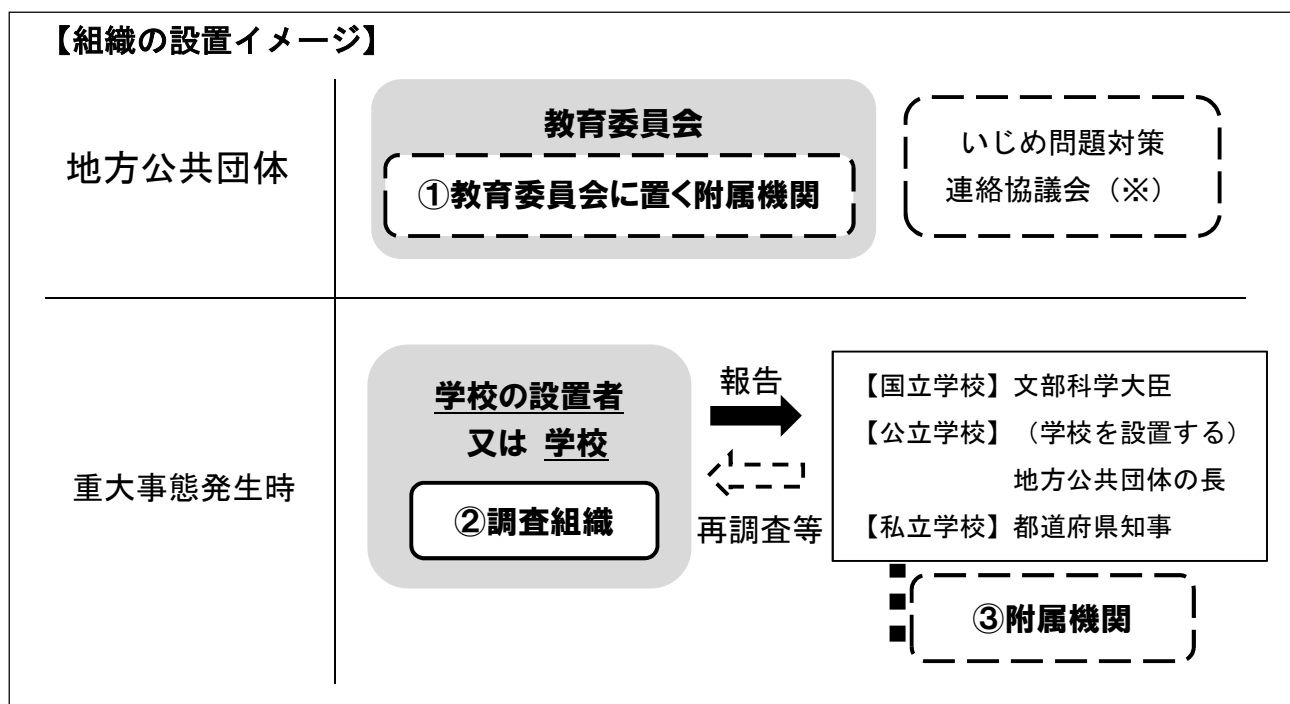 【組織の設置イメージ】
地方公共団体
教育委員会
①教育委員会に置く附属機関
いじめ問題対策
連絡協議会（※）
重大事態発生時
学校の設置者
又は 学校
②調査組織
報告
再調査等
【国立学校】文部科学大臣
【公立学校】（学校を設置する）
地方公共団体の長
【私立学校】都道府県知事
③附属機関